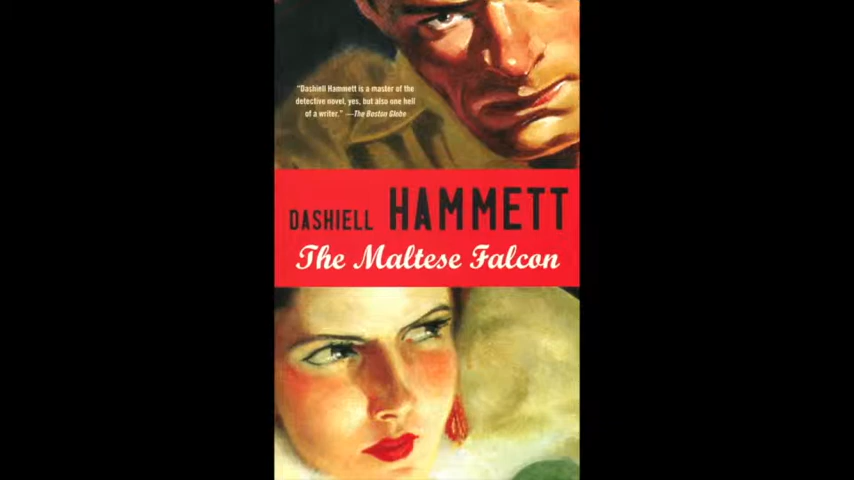 "Dashiell Hammett is a master of the
detective novel, yes, but also one hell
of a writer." —The Boston Globe
DASHIELL HAMMETT
The Maltese Falcon